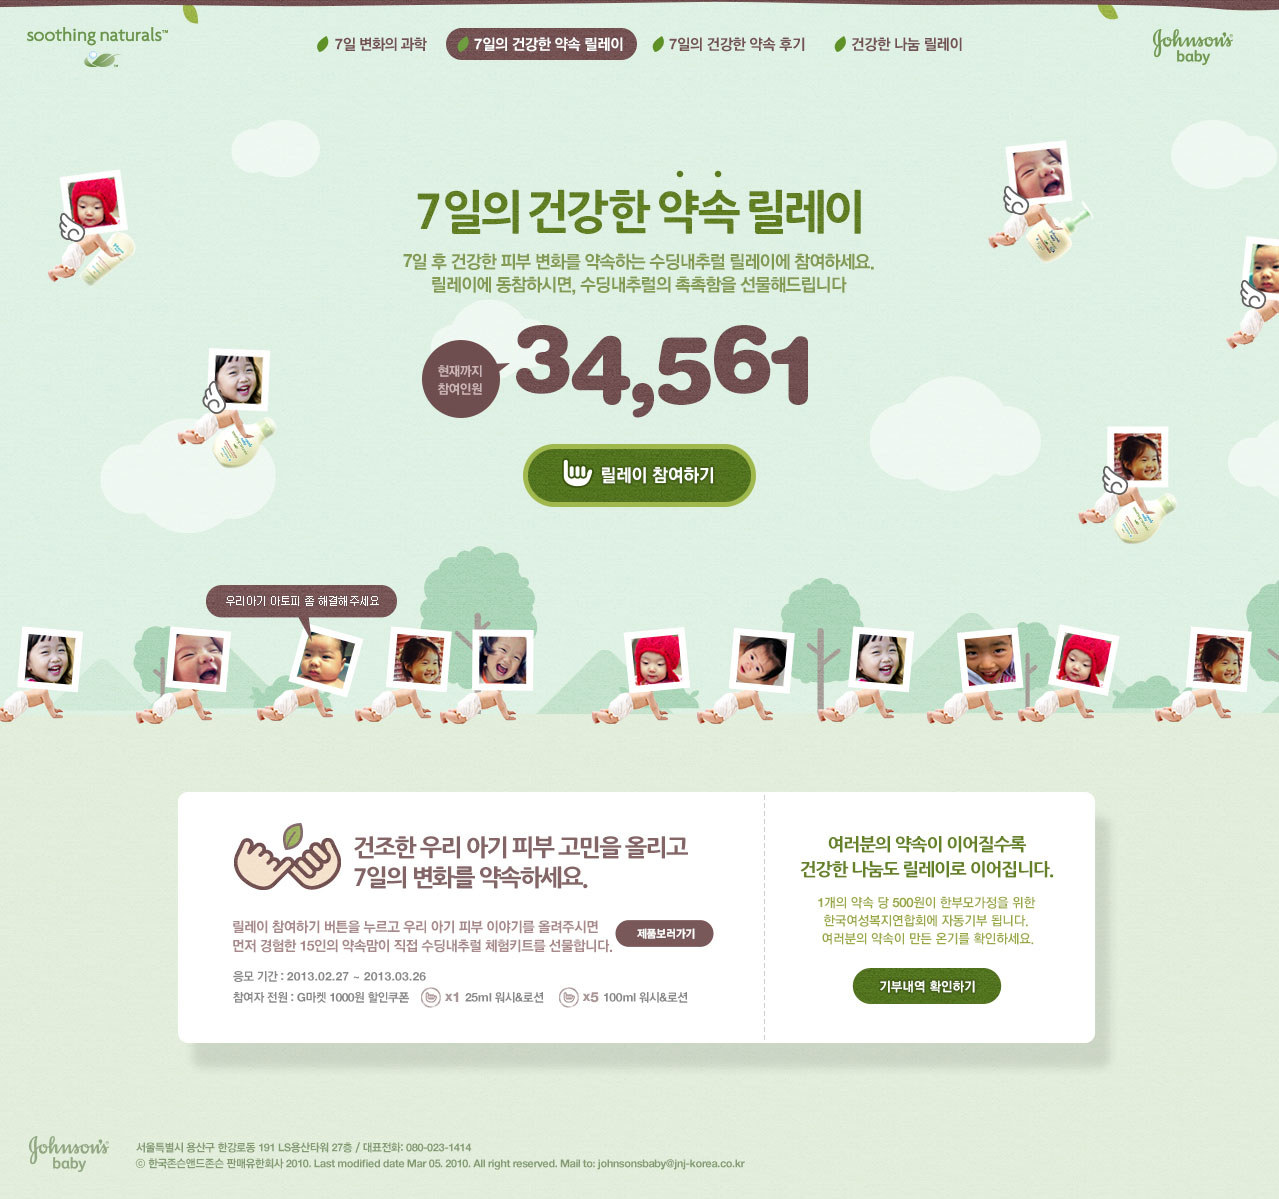 soothing naturals™
7일 변화의 과학
7일의 건강한 약속 릴레이
7일의 건강한 약속 후기
건강한 나눔 릴레이
Johnson's baby
7일의 건강한 약속 릴레이
7일 후 건강한 피부 변화를 약속하는 수딩내추럴 릴레이에 참여하세요.
릴레이에 동참하시면, 수딩내추럴의 촉촉함을 선물해드립니다
현재까지
참여인원
34,561
릴레이 참여하기
우리아기 아토피 좀 해결해주세요
건조한 우리 아기 피부 고민을 올리고
7일의 변화를 약속하세요.
릴레이 참여하기 버튼을 누르고 우리 아기 피부 이야기를 올려주시면
먼저 경험한 15인의 약속맘이 직접 수딩내추럴 체험키트를 선물합니다.
제품보러가기
응모 기간 : 2013.02.27 ~ 2013.03.26
참여자 전원 : G마켓 1000원 할인쿠폰 x1 25ml 워시&로션 x5 100ml 워시&로션
여러분의 약속이 이어질수록
건강한 나눔도 릴레이로 이어집니다.
1개의 약속 당 500원이 한부모가정을 위한
한국여성복지연합회에 자동기부 됩니다.
여러분의 약속이 만든 온기를 확인하세요.
기부내역 확인하기
Johnson's baby
서울특별시 용산구 한강로동 191 LS용산타워 27층 / 대표전화: 080-023-1414
ⓒ 한국존슨앤드존슨 판매유한회사 2010. Last modified date Mar 05. 2010. All right reserved. Mail to: johnsonsbaby@jnj-korea.co.kr